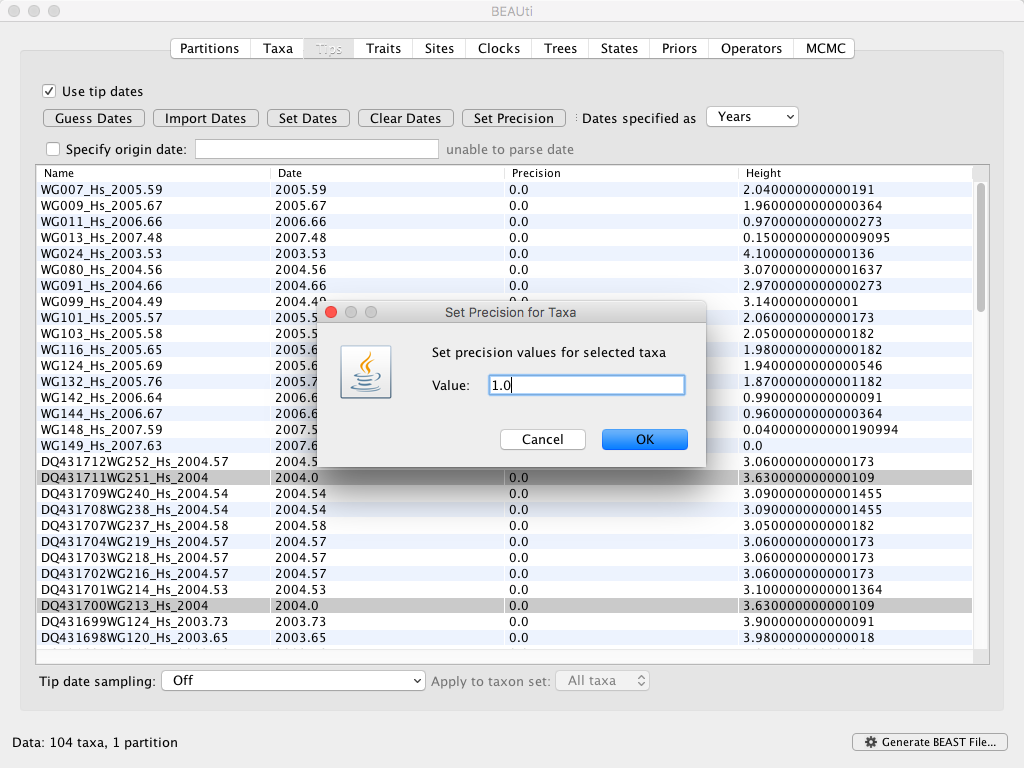 BEAUti
Partitions Taxa Tips Traits Sites Clocks Trees States Priors Operators MCMC
Use tip dates
Guess Dates Import Dates Set Dates Clear Dates Set Precision : Dates specified as Years
Specify origin date: unable to parse date
Name Date Precision Height
WG007_Hs_2005.59 2005.59 0.0 2.040000000000191
WG009_Hs_2005.67 2005.67 0.0 1.9600000000000364
WG011_Hs_2006.66 2006.66 0.0 0.9700000000000273
WG013_Hs_2007.48 2007.48 0.0 0.15000000000009095
WG024_Hs_2003.53 2003.53 0.0 4.100000000000136
WG080_Hs_2004.56 2004.56 0.0 3.0700000000001637
WG091_Hs_2004.66 2004.66 0.0 2.9700000000000273
WG099_Hs_2004.49 2004.49 0.0 3.14000000000001
WG101_Hs_2005.57 2005.5 2.060000000000173
WG103_Hs_2005.58 2005.5 2.050000000000182
WG116_Hs_2005.65 2005.6 1.9800000000000182
WG124_Hs_2005.69 2005.6 1.9400000000000546
WG132_Hs_2005.76 2005.7 1.8700000000001182
WG142_Hs_2006.64 2006.6 0.9900000000000091
WG144_Hs_2006.67 2006.6 0.9600000000000364
WG148_Hs_2007.59 2007.5 0.040000000000190994
WG149_Hs_2007.63 2007.6 0.0
DQ431712WG252_Hs_2004.57 2004.5 3.060000000000173
DQ431711WG251_Hs_2004 2004.0 0.0 3.630000000000109
DQ431709WG240_Hs_2004.54 2004.54 0.0 3.0900000000001455
DQ431708WG238_Hs_2004.54 2004.54 0.0 3.0900000000001455
DQ431707WG237_Hs_2004.58 2004.58 0.0 3.050000000000182
DQ431704WG219_Hs_2004.57 2004.57 0.0 3.060000000000173
DQ431703WG218_Hs_2004.57 2004.57 0.0 3.060000000000173
DQ431702WG216_Hs_2004.57 2004.57 0.0 3.060000000000173
DQ431701WG214_Hs_2004.53 2004.53 0.0 3.1000000000001364
DQ431700WG213_Hs_2004 2004.0 0.0 3.630000000000109
DQ431699WG124_Hs_2003.73 2003.73 0.0 3.900000000000091
DQ431698WG120_Hs_2003.65 2003.65 0.0 3.980000000000018
Set Precision for Taxa
Set precision values for selected taxa
Value: 1.0
Cancel OK
Tip date sampling: Off Apply to taxon set: All taxa
Data: 104 taxa, 1 partition
Generate BEAST File...